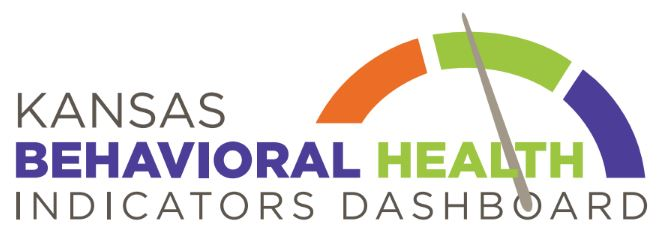 KANSAS
BEHAVIORAL HEALTH
INDICATORS DASHBOARD